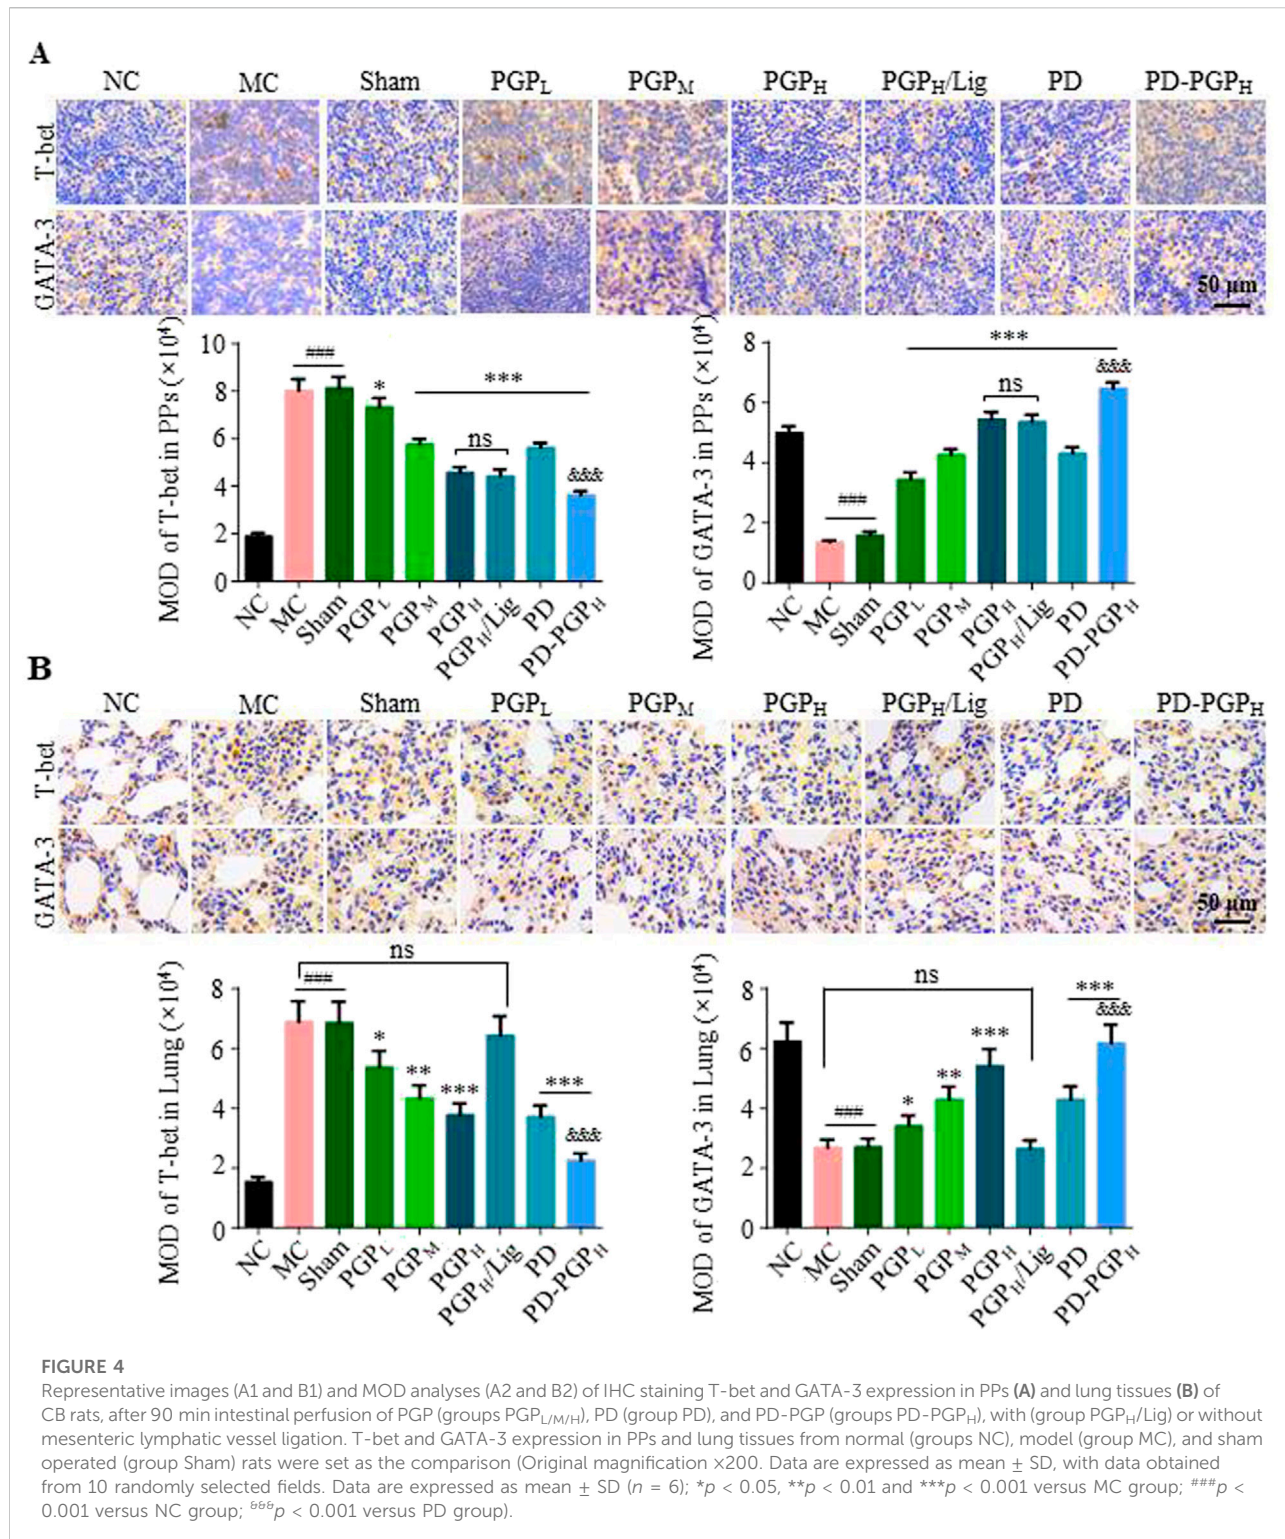 A
NC MC Sham PGPL PGPM PGPH PGPH/Lig PD PD-PGPH
T-bet
GATA-3
50 μm
MOD of T-bet in PPs (×10⁴)
10
8
6
4
2
0
###
*
***
ns
&&&
NC MC Sham PGPL PGPM PGPH PGPH/Lig PD PD-PGPH
MOD of GATA-3 in PPs (×10⁴)
8
6
4
2
0
###
***
ns
&&&
NC MC Sham PGPL PGPM PGPH PGPH/Lig PD PD-PGPH
B
NC MC Sham PGPL PGPM PGPH PGPH/Lig PD PD-PGPH
T-bet
GATA-3
50 μm
MOD of T-bet in Lung (×10⁴)
8
6
4
2
0
ns
###
*
**
***
***
&&&
NC MC Sham PGPL PGPM PGPH PGPH/Lig PD PD-PGPH
MOD of GATA-3 in Lung (×10⁴)
8
6
4
2
0
ns
###
*
**
***
***
&&&
NC MC Sham PGPL PGPM PGPH PGPH/Lig PD PD-PGPH
FIGURE 4
Representative images (A1 and B1) and MOD analyses (A2 and B2) of IHC staining T-bet and GATA-3 expression in PPs (A) and lung tissues (B) of
CB rats, after 90 min intestinal perfusion of PGP (groups PGPL/M/H), PD (group PD), and PD-PGP (groups PD-PGPH), with (group PGPH/Lig) or without
mesenteric lymphatic vessel ligation. T-bet and GATA-3 expression in PPs and lung tissues from normal (groups NC), model (group MC), and sham
operated (group Sham) rats were set as the comparison (Original magnification ×200. Data are expressed as mean ± SD, with data obtained
from 10 randomly selected fields. Data are expressed as mean ± SD (n = 6); *p < 0.05, **p < 0.01 and ***p < 0.001 versus MC group; ###p <
0.001 versus NC group; &&&p < 0.001 versus PD group).